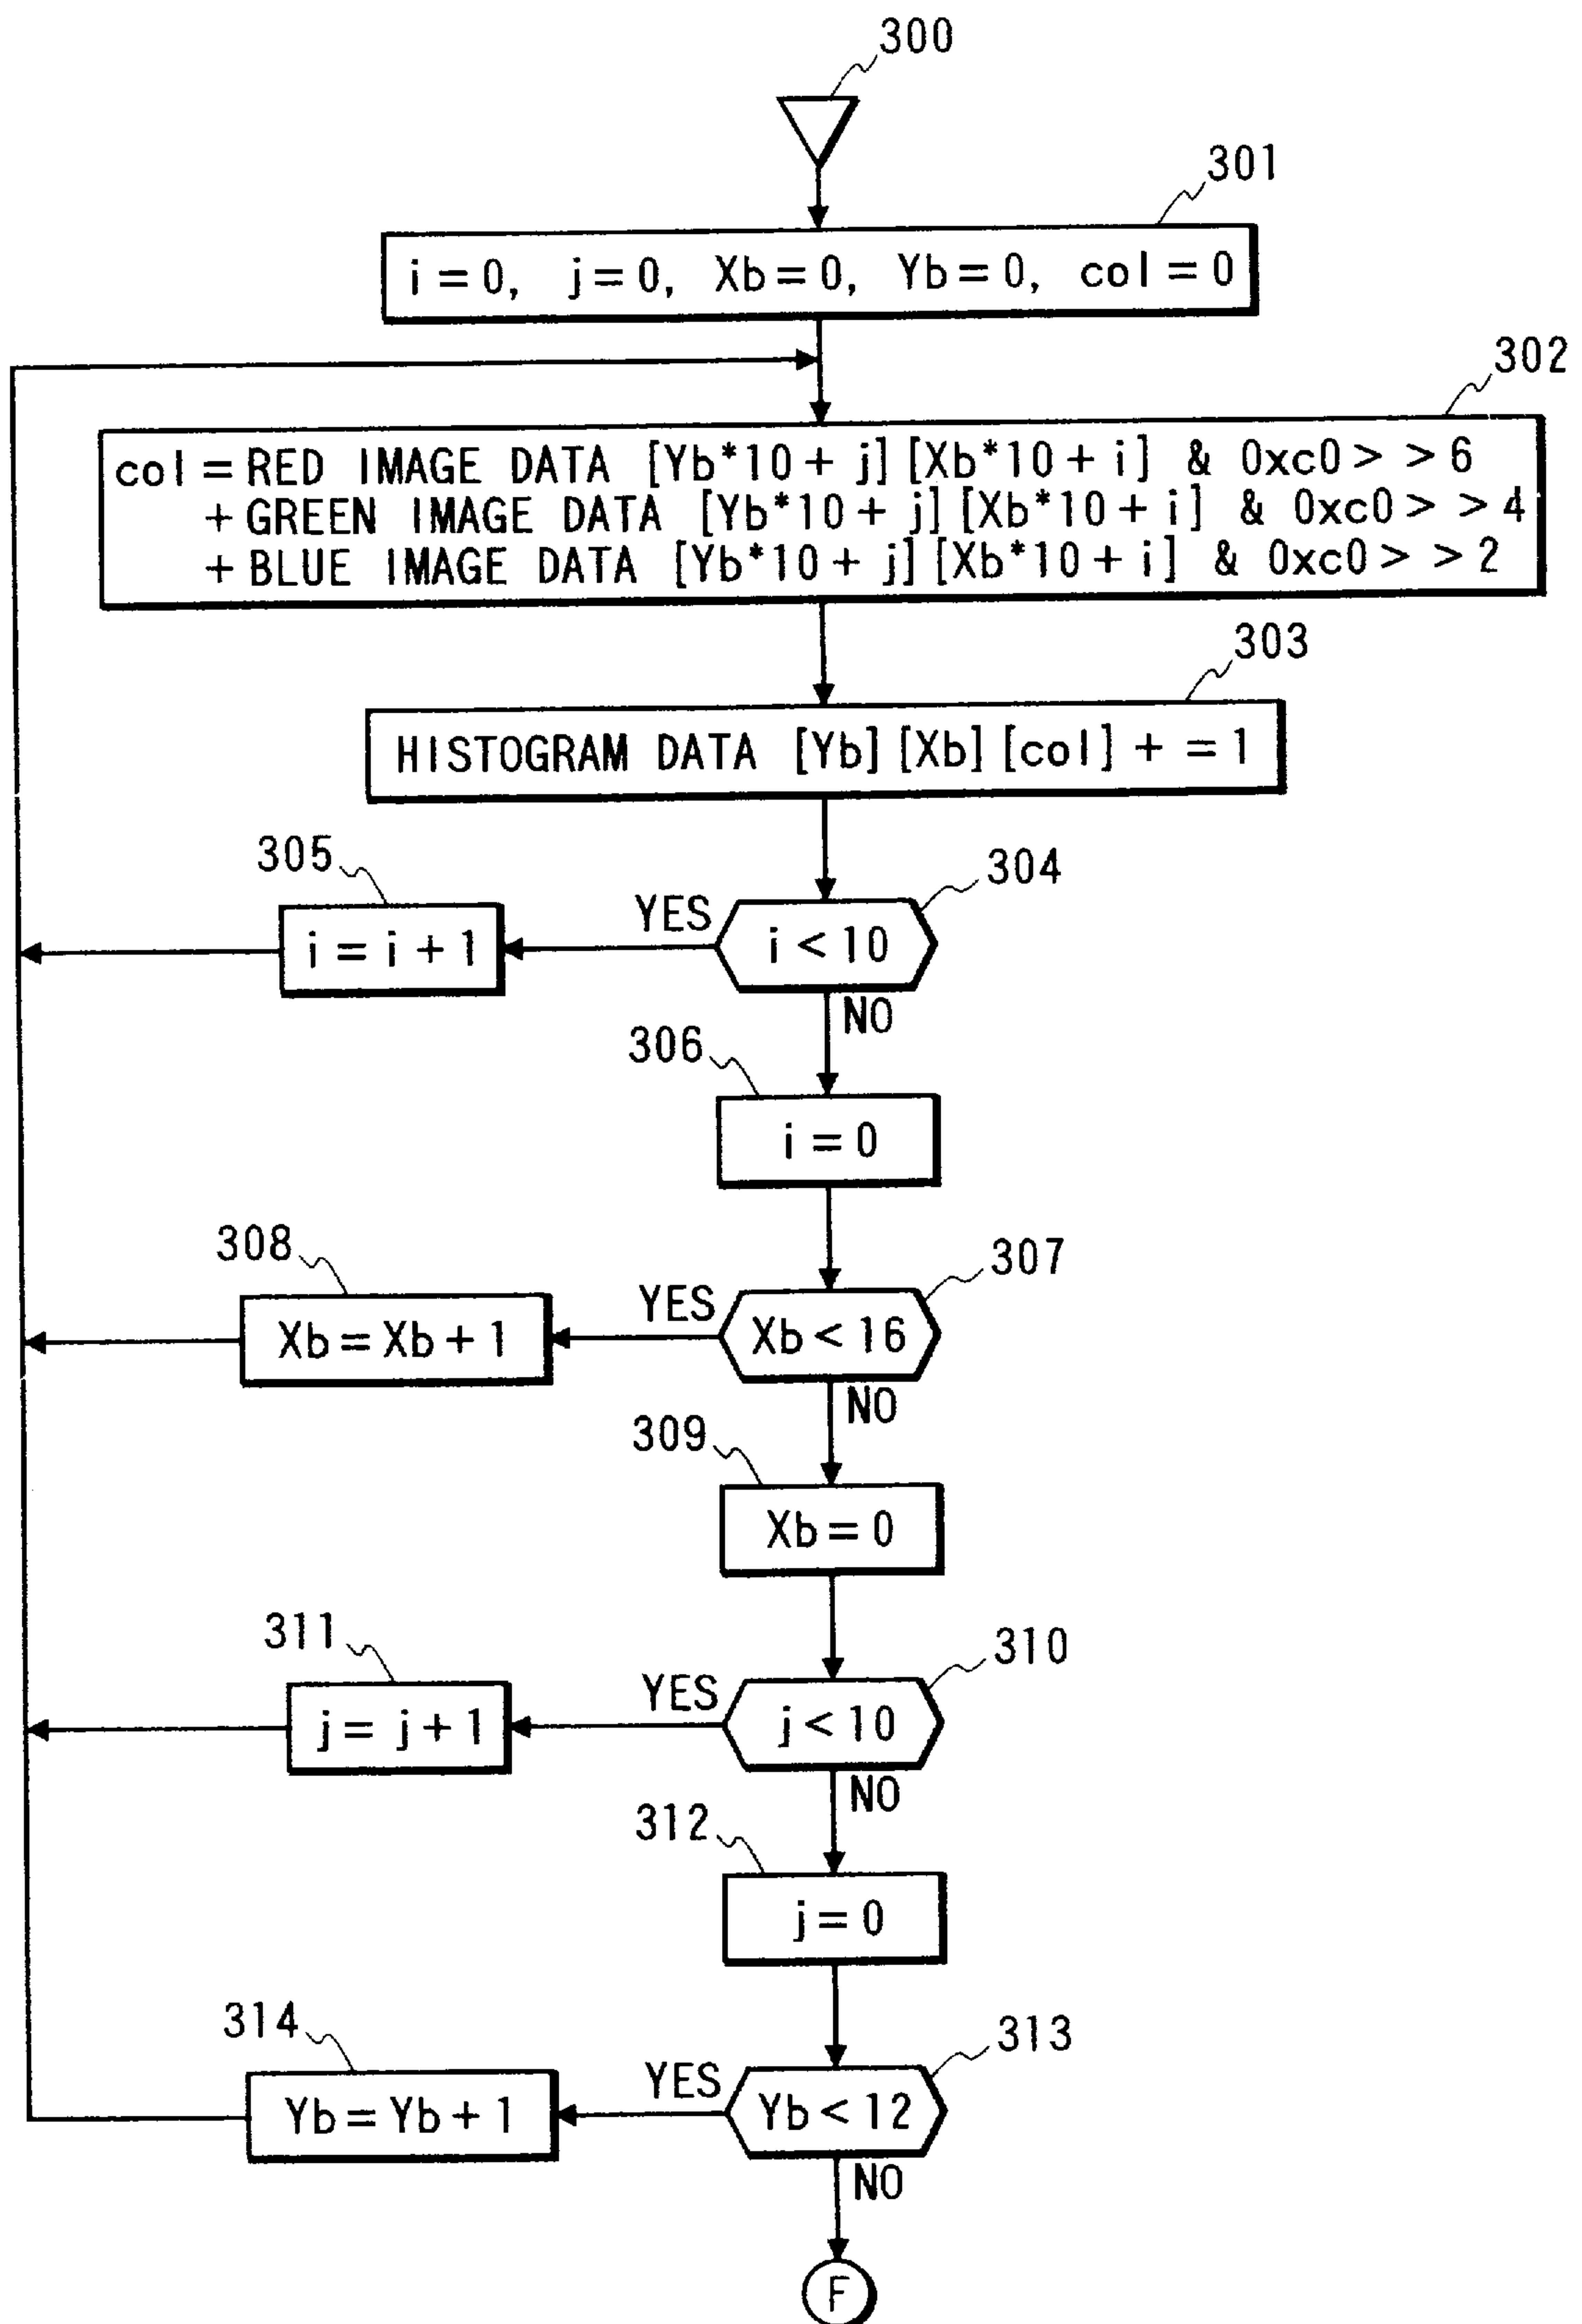 300
301
i = 0, j = 0, Xb = 0, Yb = 0, col = 0
302
col = RED IMAGE DATA [Yb*10 + j] [Xb*10 + i] & 0xc0 > > 6
+ GREEN IMAGE DATA [Yb*10 + j] [Xb*10 + i] & 0xc0 > > 4
+ BLUE IMAGE DATA [Yb*10 + j] [Xb*10 + i] & 0xc0 > > 2
303
HISTOGRAM DATA [Yb] [Xb] [col] + = 1
305
304
YES
i = i + 1
i < 10
NO
306
i = 0
308
307
YES
Xb = Xb + 1
Xb < 16
NO
309
Xb = 0
311
310
YES
j = j + 1
j < 10
NO
312
j = 0
314
313
YES
Yb = Yb + 1
Yb < 12
NO
F